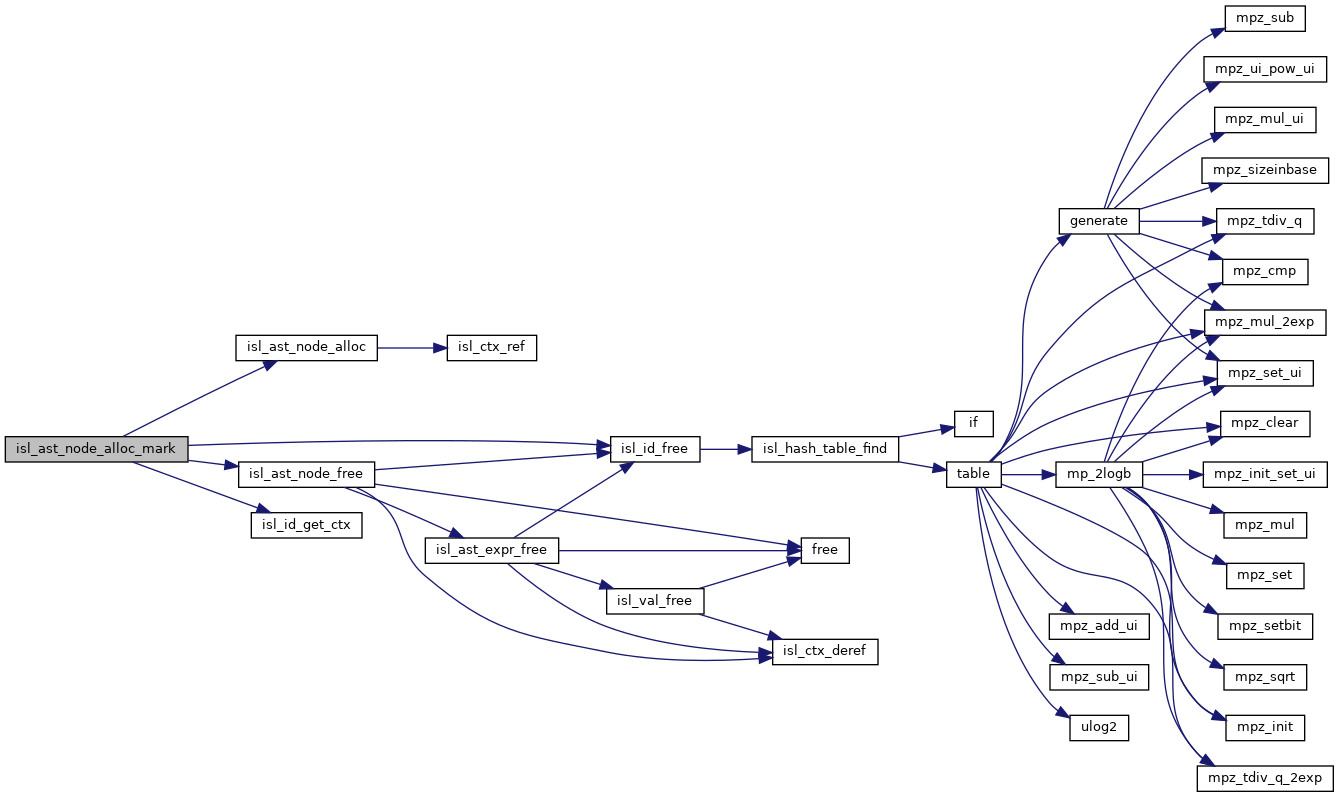 mpz_sub
mpz_ui_pow_ui
mpz_mul_ui
mpz_sizeinbase
generate
mpz_tdiv_q
mpz_cmp
mpz_mul_2exp
isl_ast_node_alloc
isl_ctx_ref
mpz_set_ui
if
mpz_clear
isl_ast_node_alloc_mark
isl_id_free
isl_hash_table_find
isl_ast_node_free
table
mp_2logb
mpz_init_set_ui
isl_id_get_ctx
mpz_mul
isl_ast_expr_free
free
mpz_set
isl_val_free
mpz_add_ui
mpz_setbit
isl_ctx_deref
mpz_sub_ui
mpz_sqrt
ulog2
mpz_init
mpz_tdiv_q_2exp